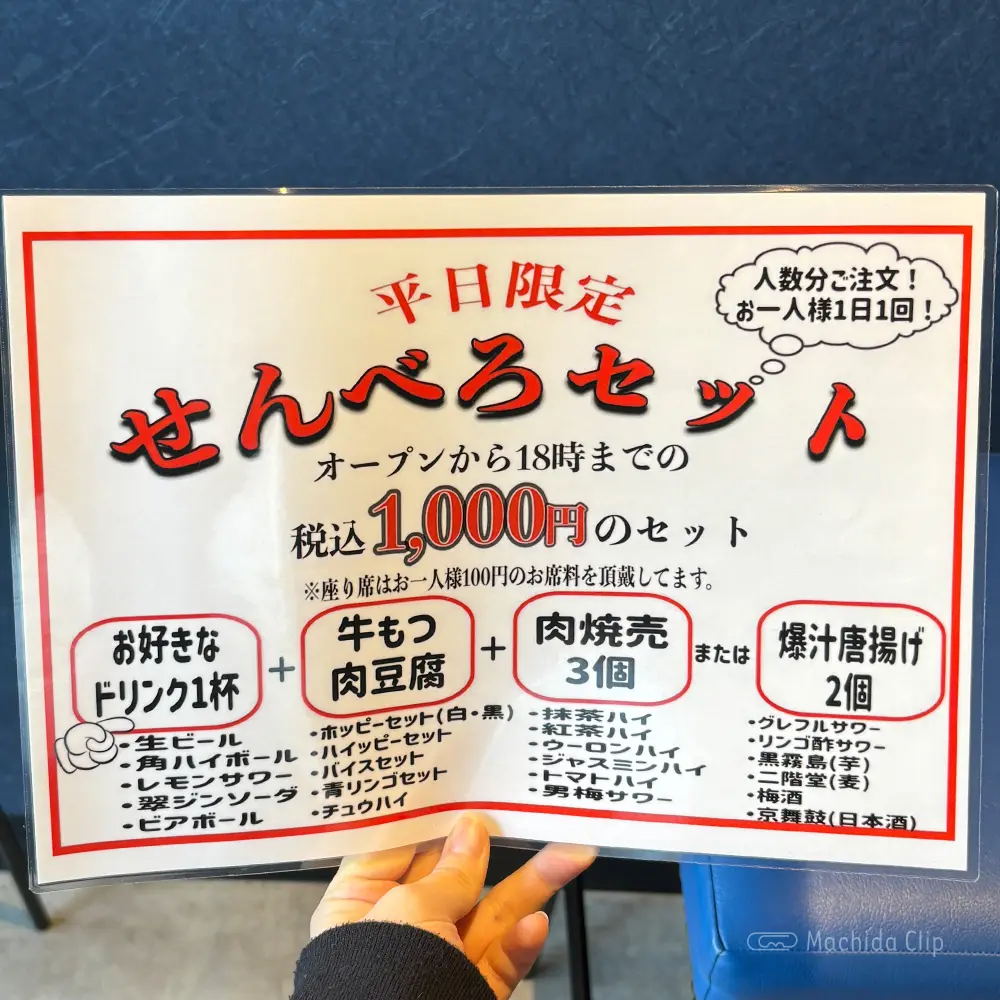 人数分ご注文！
お一人様1日1回！
平日限定
せんべろセット
オープンから18時までの
税込1,000円のセット
※座り席はお一人様100円のお席料を頂戴してます。
お好きな
ドリンク1杯
+
牛もつ
肉豆腐
+
肉焼売
3個
または
爆汁唐揚げ
2個
・生ビール
・角ハイボール
・レモンサワー
・翠ジンソーダ
・ビアボール
・ホッピーセット(白・黒)
・ハイッピーセット
・バイスセット
・青リンゴセット
・チュウハイ
・抹茶ハイ
・紅茶ハイ
・ウーロンハイ
・ジャスミンハイ
・トマトハイ
・男梅サワー
・グレフルサワー
・リンゴ酢サワー
・黒霧島(芋)
・二階堂(麦)
・梅酒
・京舞鼓(日本酒)
Machida Clip